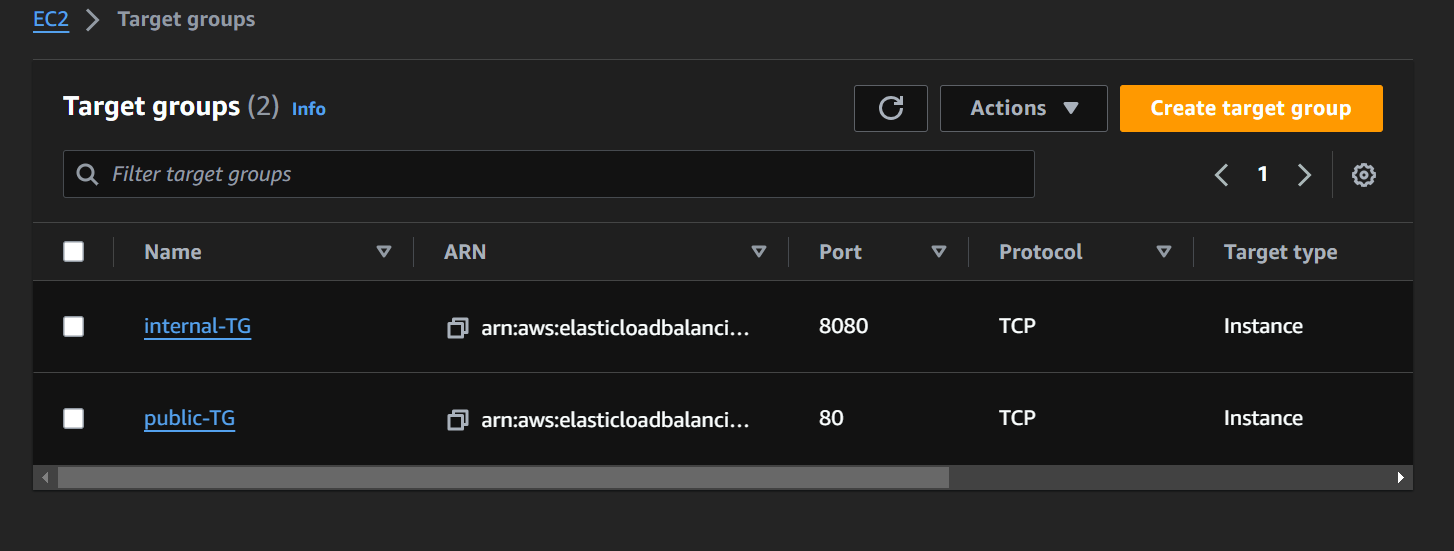 EC2 > Target groups
Target groups (2) Info
Actions
Create target group
Filter target groups
1
Name ARN Port Protocol Target type
internal-TG arn:aws:elasticloadbalanci... 8080 TCP Instance
public-TG arn:aws:elasticloadbalanci... 80 TCP Instance